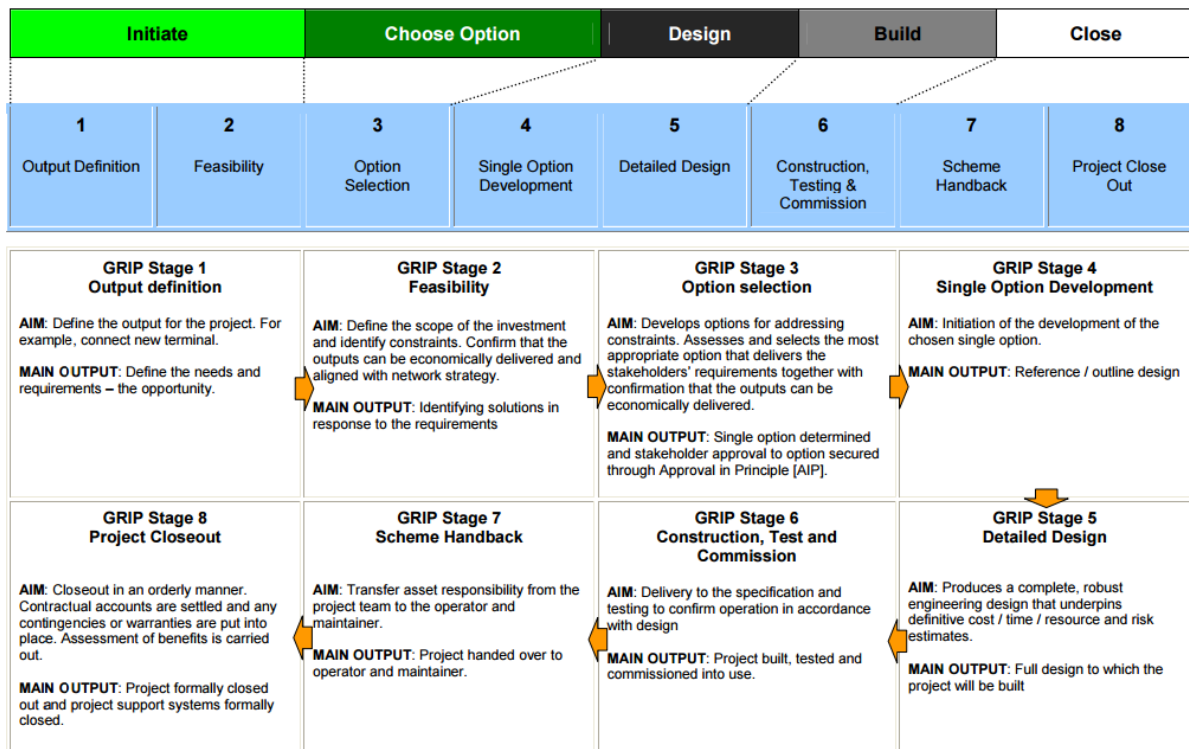 Initiate
Choose Option
Design
Build
Close
1
Output Definition
2
Feasibility
3
Option
Selection
4
Single Option
Development
5
Detailed Design
6
Construction,
Testing &
Commission
7
Scheme
Handback
8
Project Close
Out
GRIP Stage 1
Output definition
AIM: Define the output for the project. For
example, connect new terminal.
MAIN OUTPUT: Define the needs and
requirements – the opportunity.
GRIP Stage 2
Feasibility
AIM: Define the scope of the investment
and identify constraints. Confirm that the
outputs can be economically delivered and
aligned with network strategy.
MAIN OUTPUT: Identifying solutions in
response to the requirements
GRIP Stage 3
Option selection
AIM: Develops options for addressing
constraints. Assesses and selects the most
appropriate option that delivers the
stakeholders' requirements together with
confirmation that the outputs can be
economically delivered.
MAIN OUTPUT: Single option determined
and stakeholder approval to option secured
through Approval in Principle [AIP].
GRIP Stage 4
Single Option Development
AIM: Initiation of the development of the
chosen single option.
MAIN OUTPUT: Reference / outline design
GRIP Stage 8
Project Closeout
AIM: Closeout in an orderly manner.
Contractual accounts are settled and any
contingencies or warranties are put into
place. Assessment of benefits is carried
out.
MAIN OUTPUT: Project formally closed
out and project support systems formally
closed.
GRIP Stage 7
Scheme Handback
AIM: Transfer asset responsibility from the
project team to the operator and
maintainer.
MAIN OUTPUT: Project handed over to
operator and maintainer.
GRIP Stage 6
Construction, Test and
Commission
AIM: Delivery to the specification and
testing to confirm operation in accordance
with design
MAIN OUTPUT: Project built, tested and
commissioned into use.
GRIP Stage 5
Detailed Design
AIM: Produces a complete, robust
engineering design that underpins
definitive cost / time / resource and risk
estimates.
MAIN OUTPUT: Full design to which the
project will be built